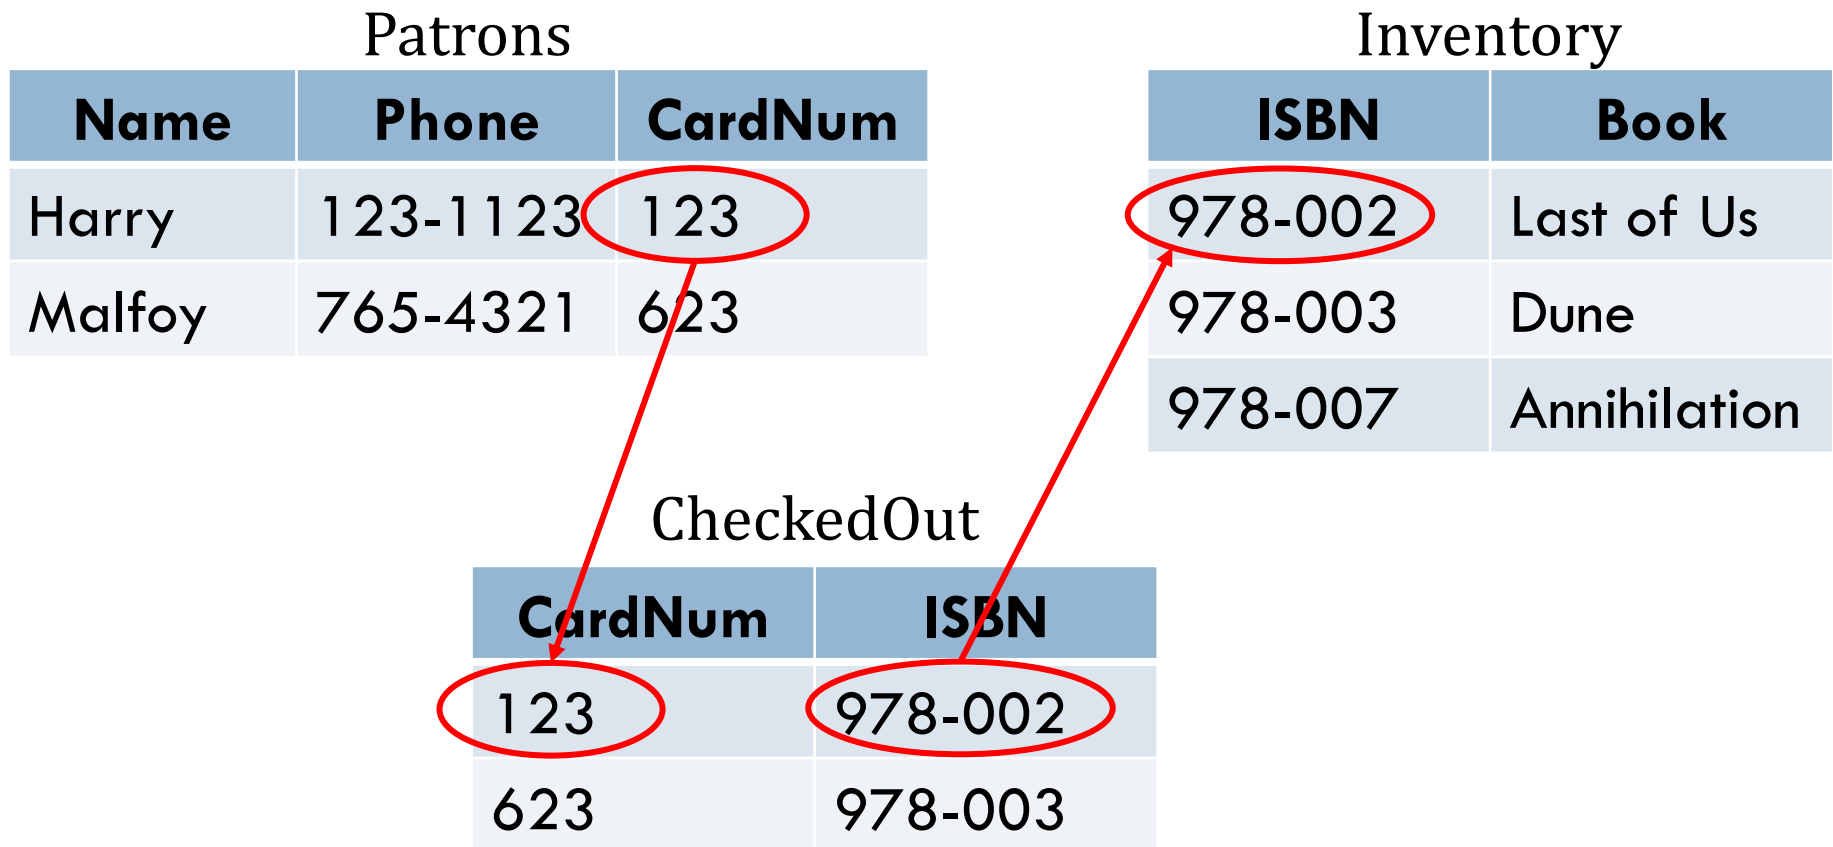 Patrons
Name Phone CardNum
Harry 123-1123 123
Malfoy 765-4321 623
Inventory
ISBN Book
978-002 Last of Us
978-003 Dune
978-007 Annihilation
CheckedOut
CardNum ISBN
123 978-002
623 978-003